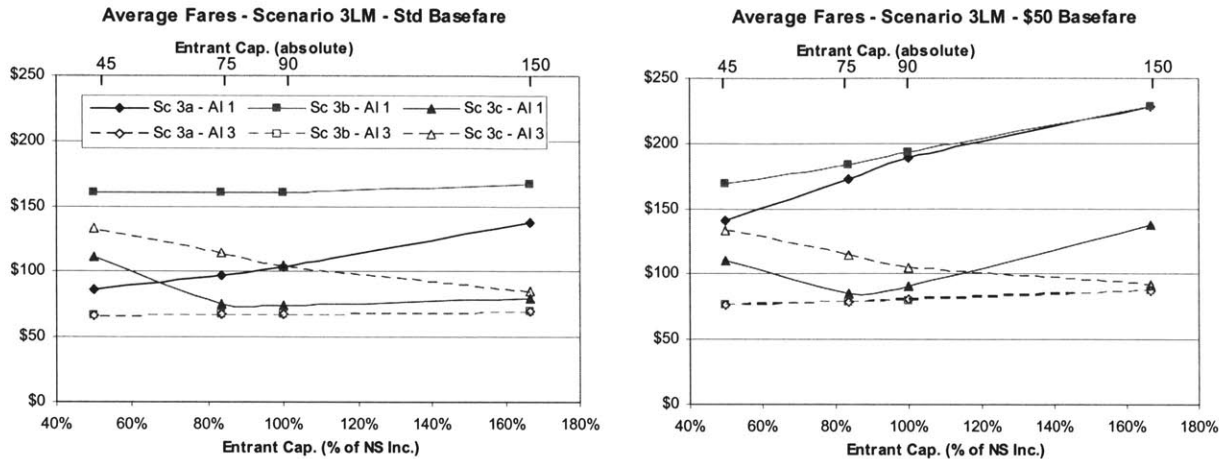 Average Fares - Scenario 3LM - Std Basefare
Entrant Cap. (absolute)
45 75 90 150
$250
$200
$150
$100
$50
$0
Sc 3a - Al 1 Sc 3b - Al 1 Sc 3c - Al 1
Sc 3a - Al 3 Sc 3b - Al 3 Sc 3c - Al 3
40% 60% 80% 100% 120% 140% 160% 180%
Entrant Cap. (% of NS Inc.)
Average Fares - Scenario 3LM - $50 Basefare
Entrant Cap. (absolute)
45 75 90 150
$250
$200
$150
$100
$50
$0
40% 60% 80% 100% 120% 140% 160% 180%
Entrant Cap. (% of NS Inc.)